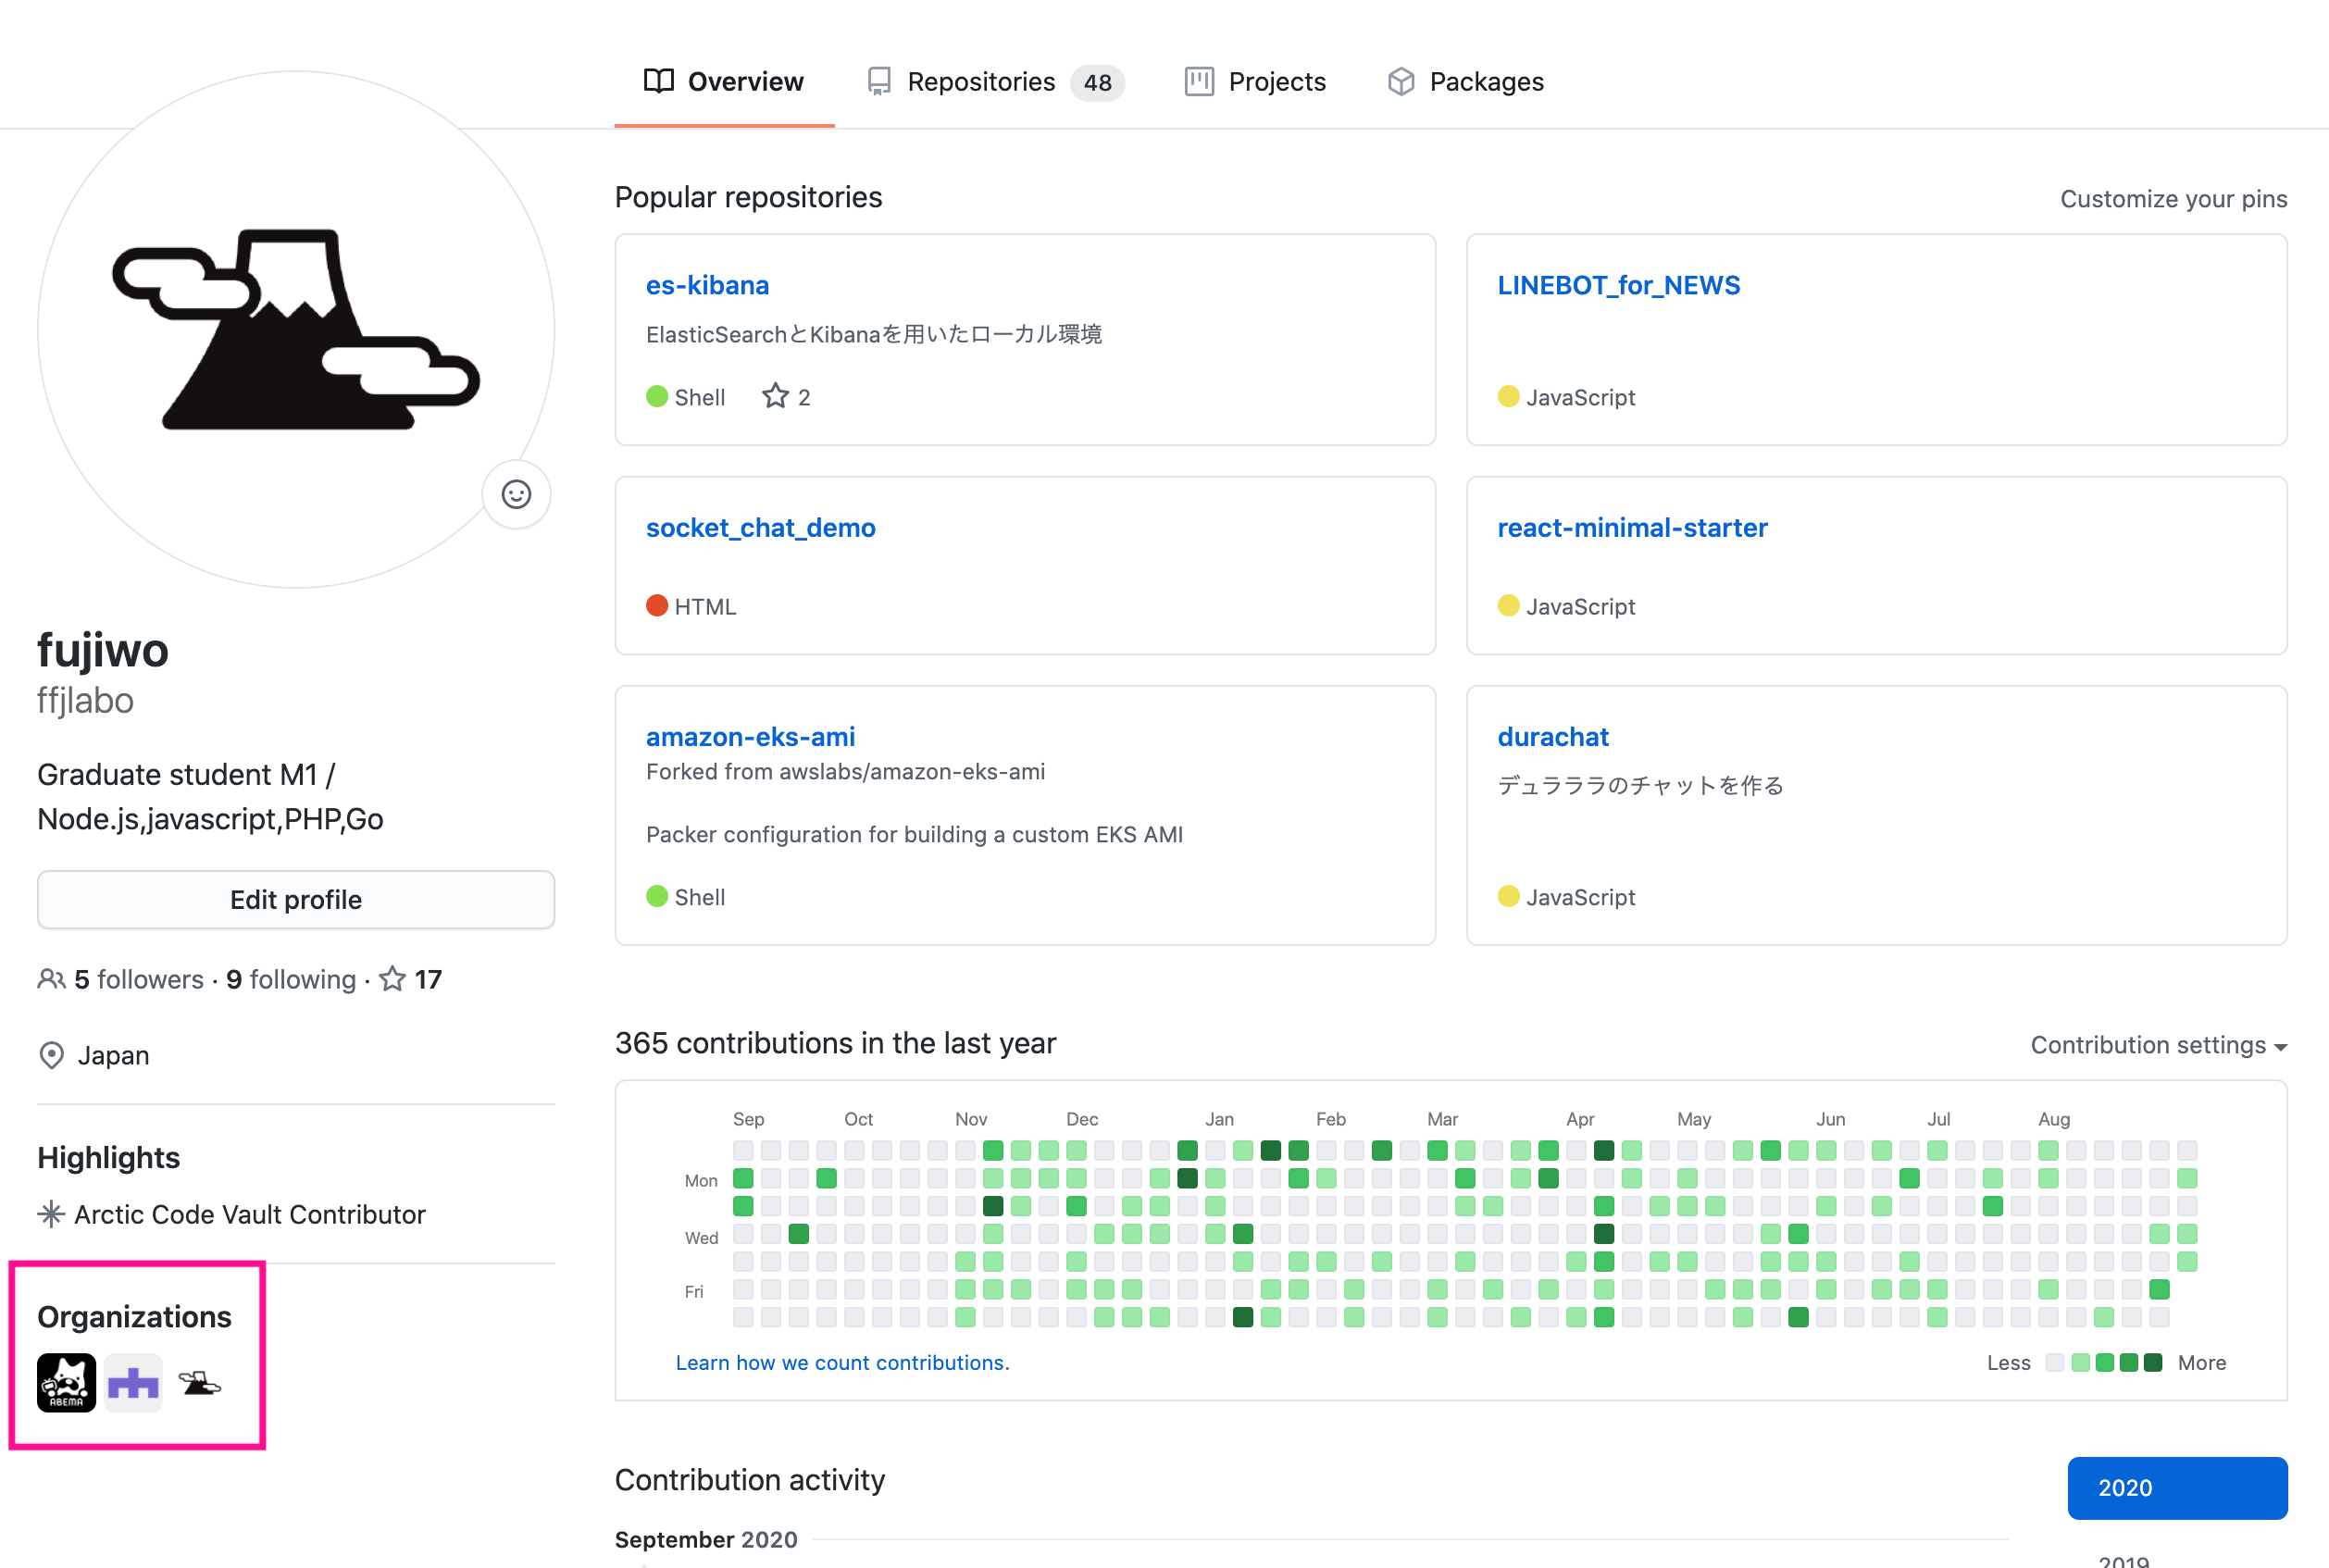 Overview
Repositories 48
Projects
Packages
fujiwo
ffjlabo
Graduate student M1 /
Node.js,javascript,PHP,Go
Edit profile
5 followers · 9 following · 17
Japan
Highlights
Arctic Code Vault Contributor
Organizations
ABEMA
Popular repositories
Customize your pins
es-kibana
ElasticSearchとKibanaを用いたローカル環境
Shell 2
LINEBOT_for_NEWS
JavaScript
socket_chat_demo
HTML
react-minimal-starter
JavaScript
amazon-eks-ami
Forked from awslabs/amazon-eks-ami
Packer configuration for building a custom EKS AMI
Shell
durachat
デュラララのチャットを作る
JavaScript
365 contributions in the last year
Contribution settings
Sep Oct Nov Dec Jan Feb Mar Apr May Jun Jul Aug
Mon
Wed
Fri
Learn how we count contributions.
Less More
Contribution activity
2020
September 2020
2019